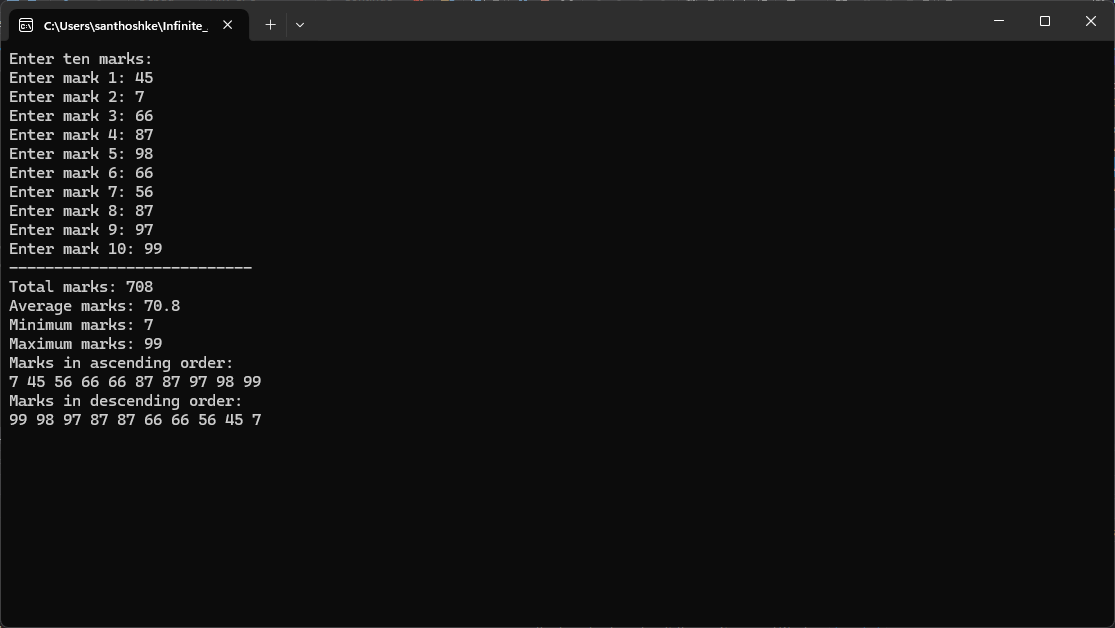 C:\Users\santhoshke\Infinite_
Enter ten marks:
Enter mark 1: 45
Enter mark 2: 7
Enter mark 3: 66
Enter mark 4: 87
Enter mark 5: 98
Enter mark 6: 66
Enter mark 7: 56
Enter mark 8: 87
Enter mark 9: 97
Enter mark 10: 99
---------------------------
Total marks: 708
Average marks: 70.8
Minimum marks: 7
Maximum marks: 99
Marks in ascending order:
7 45 56 66 66 87 87 97 98 99
Marks in descending order:
99 98 97 87 87 66 66 56 45 7